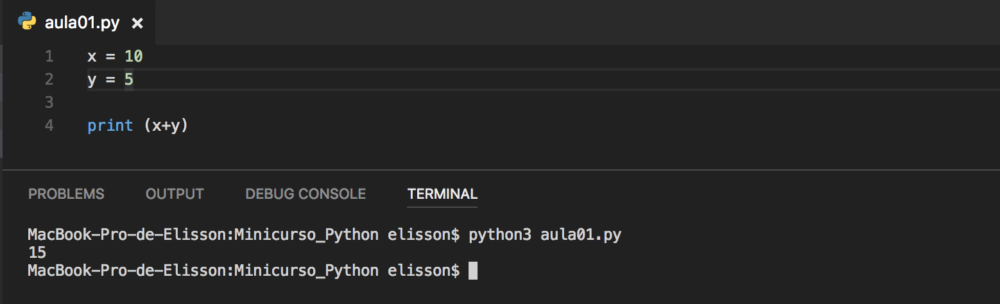 aula01.py ×
1 x = 10
2 y = 5
3
4 print (x+y)
PROBLEMS OUTPUT DEBUG CONSOLE TERMINAL
MacBook-Pro-de-Elisson:Minicurso_Python elisson$ python3 aula01.py
15
MacBook-Pro-de-Elisson:Minicurso_Python elisson$